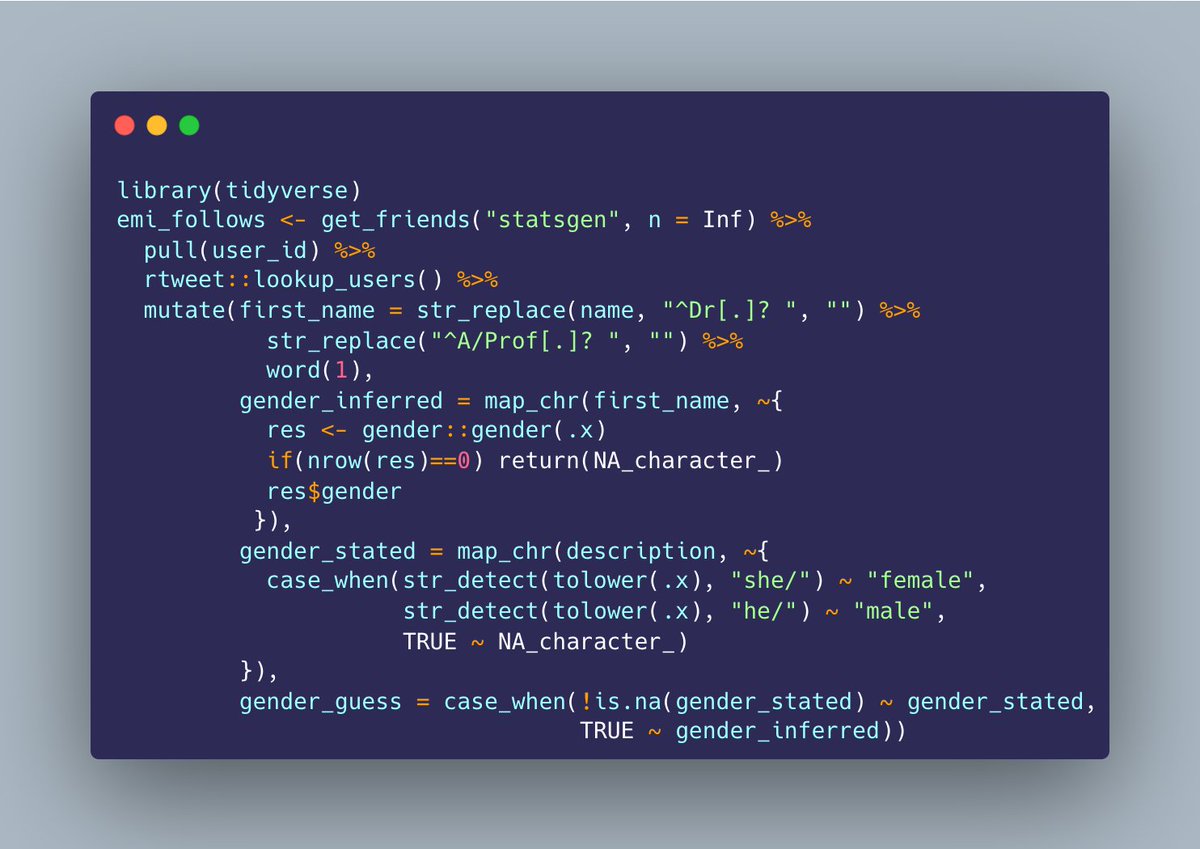 library(tidyverse)
emi_follows <- get_friends("statsgen", n = Inf) %>%
  pull(user_id) %>%
  rtweet::lookup_users() %>%
  mutate(first_name = str_replace(name, "^Dr[.]? ", "") %>%
           str_replace("^A/Prof[.]? ", "") %>%
           word(1),
         gender_inferred = map_chr(first_name, ~{
           res <- gender::gender(.x)
           if(nrow(res)==0) return(NA_character_)
           res$gender
          }),
         gender_stated = map_chr(description, ~{
           case_when(str_detect(tolower(.x), "she/") ~ "female",
                     str_detect(tolower(.x), "he/") ~ "male",
                     TRUE ~ NA_character_)
         }),
         gender_guess = case_when(!is.na(gender_stated) ~ gender_stated,
                                  TRUE ~ gender_inferred))